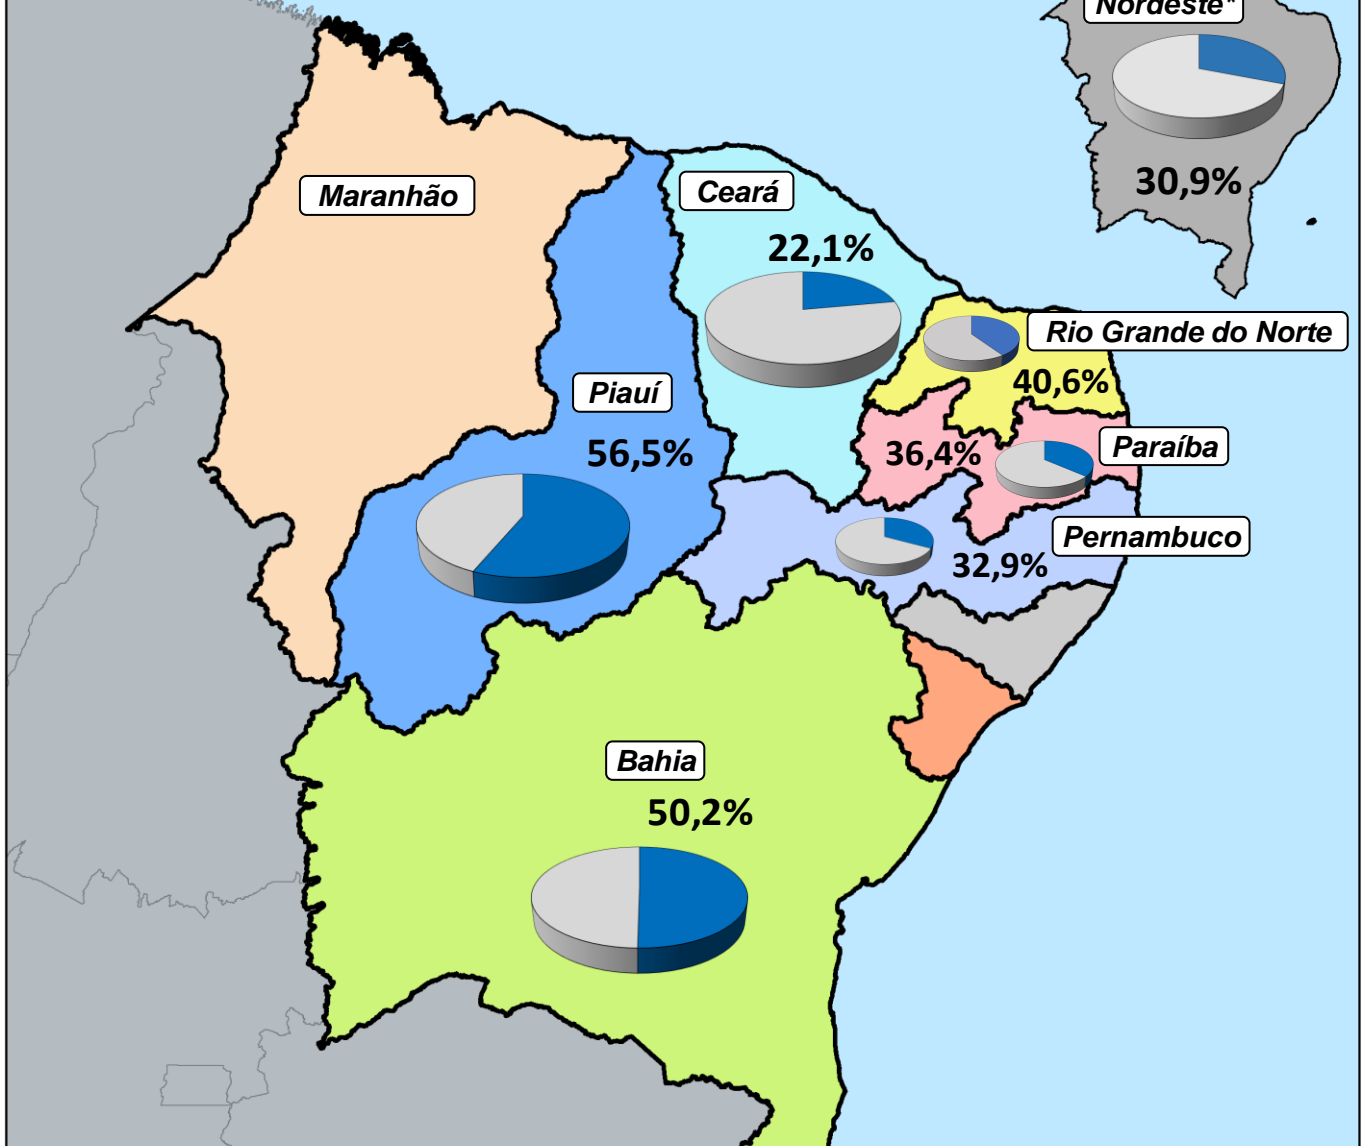 Nordeste*
30,9%
Maranhão
Ceará
22,1%
Rio Grande do Norte
40,6%
Piauí
56,5%
36,4%
Paraíba
Pernambuco
32,9%
Bahia
50,2%